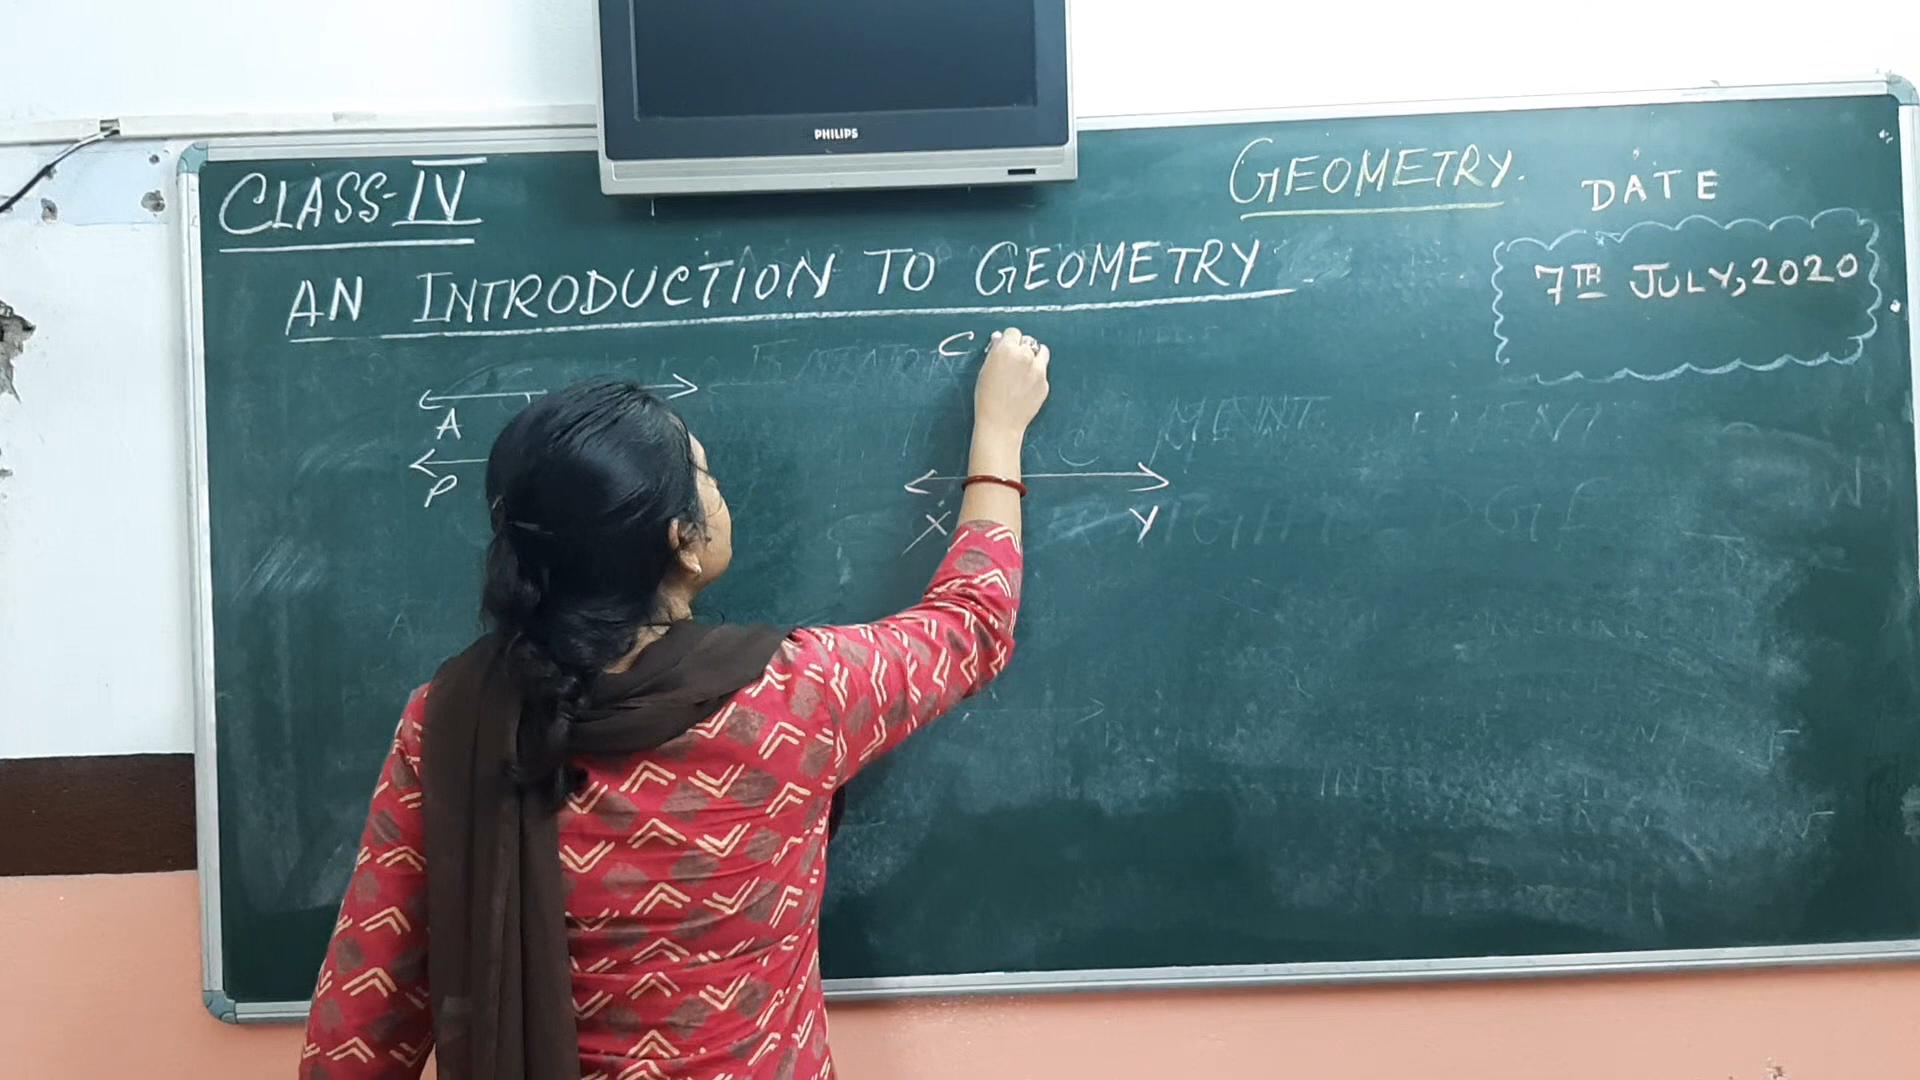 PHILIPS
CLASS-IV
GEOMETRY.
DATE
AN INTRODUCTION TO GEOMETRY
7TH JULY, 2020
C
A
P
X Y